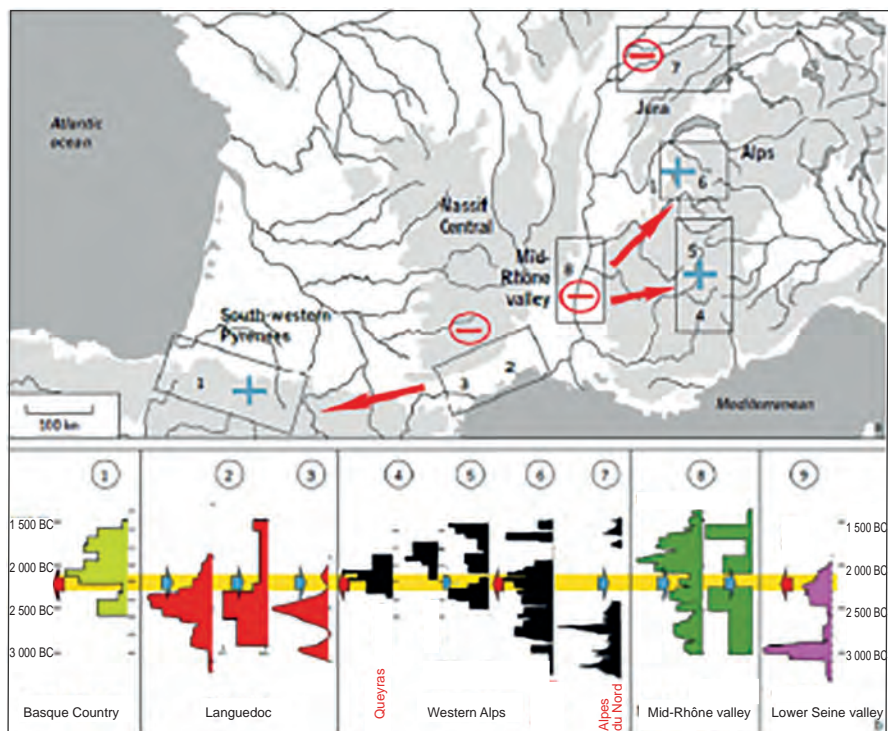 Atlantic
ocean
Jura
Alps
7
1
6
Nassif
Central
Mid-
Rhône
valley
8
5
4
South-western
Pyrénées
1
3
2
100 km
Mediterranean
1
2
3
4
5
6
7
8
9
1 500 BC
2 000 BC
2 500 BC
3 000 BC
1 500 BC
2 000 BC
2 500 BC
3 000 BC
Basque Country
Languedoc
Queyras
Western Alps
Alpes
du Nord
Mid-Rhône valley
Lower Seine valley